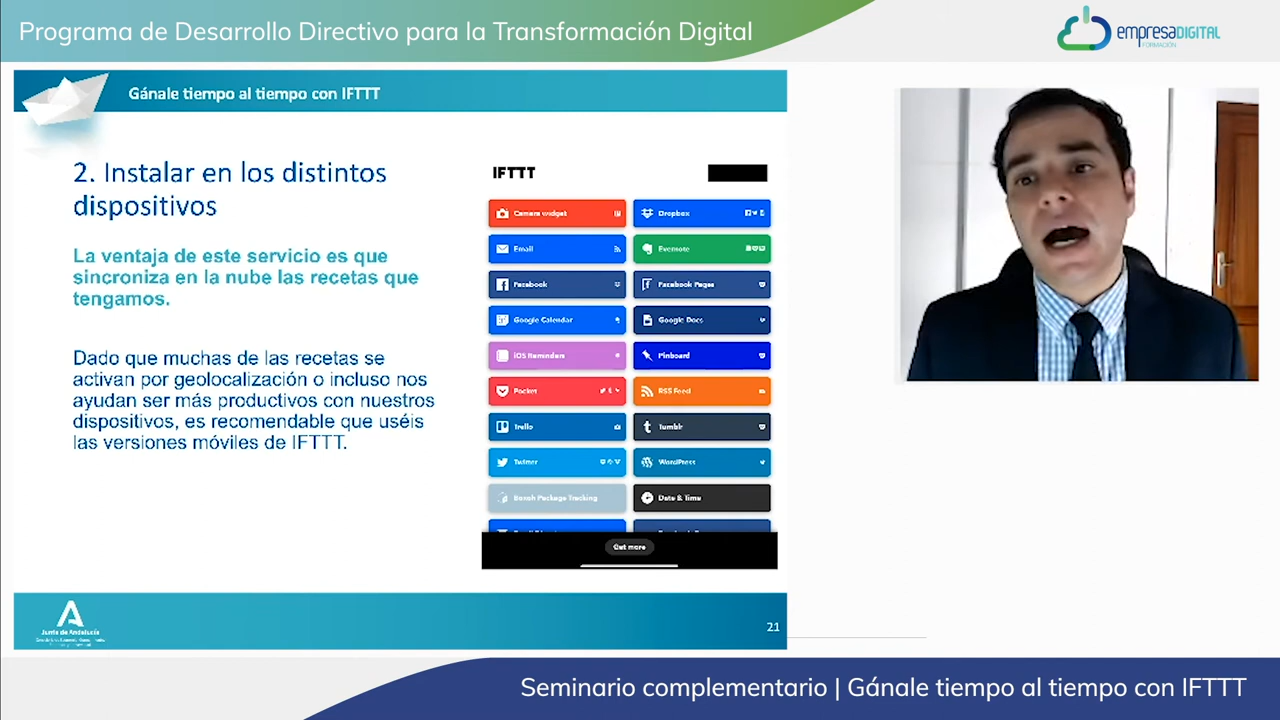 Programa de Desarrollo Directivo para la Transformación Digital
empresaDIGITAL
FORMACIÓN
Gánale tiempo al tiempo con IFTTT
2. Instalar en los distintos
dispositivos
La ventaja de este servicio es que
sincroniza en la nube las recetas que
tengamos.
Dado que muchas de las recetas se
activan por geolocalización o incluso nos
ayudan ser más productivos con nuestros
dispositivos, es recomendable que uséis
las versiones móviles de IFTTT.
IFTTT
Camera widget
Dropbox
Email
Evernote
Facebook
Facebook Pages
Google Calendar
Google Docs
iOS Reminders
Pinboard
Pocket
RSS Feed
Trello
Tumblr
Twitter
WordPress
Boxoh Package Tracking
Date & Time
Get more
Junta de Andalucía
21
Seminario complementario | Gánale tiempo al tiempo con IFTTT